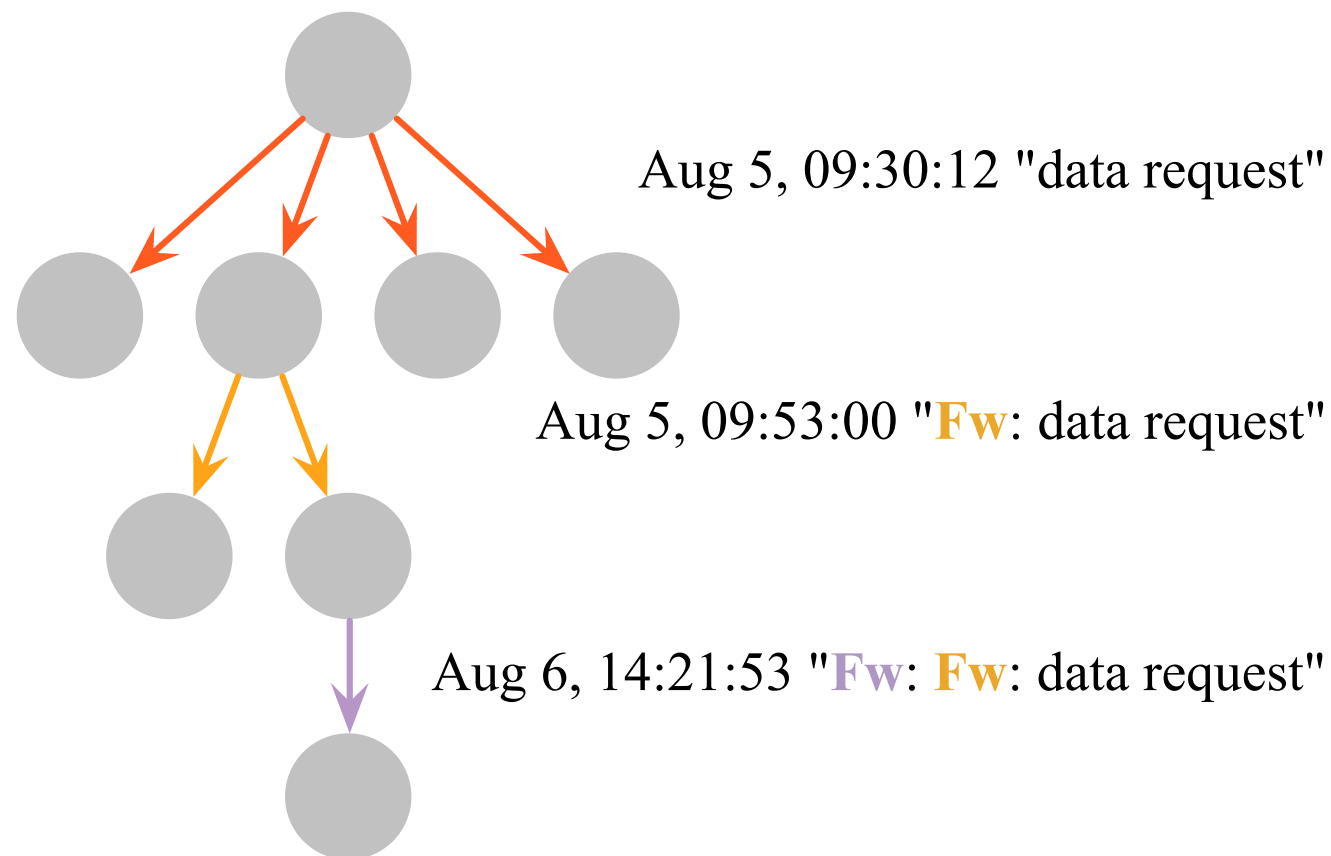 Aug 5, 09:30:12 "data request"
Aug 5, 09:53:00 "Fw: data request"
Aug 6, 14:21:53 "Fw: Fw: data request"